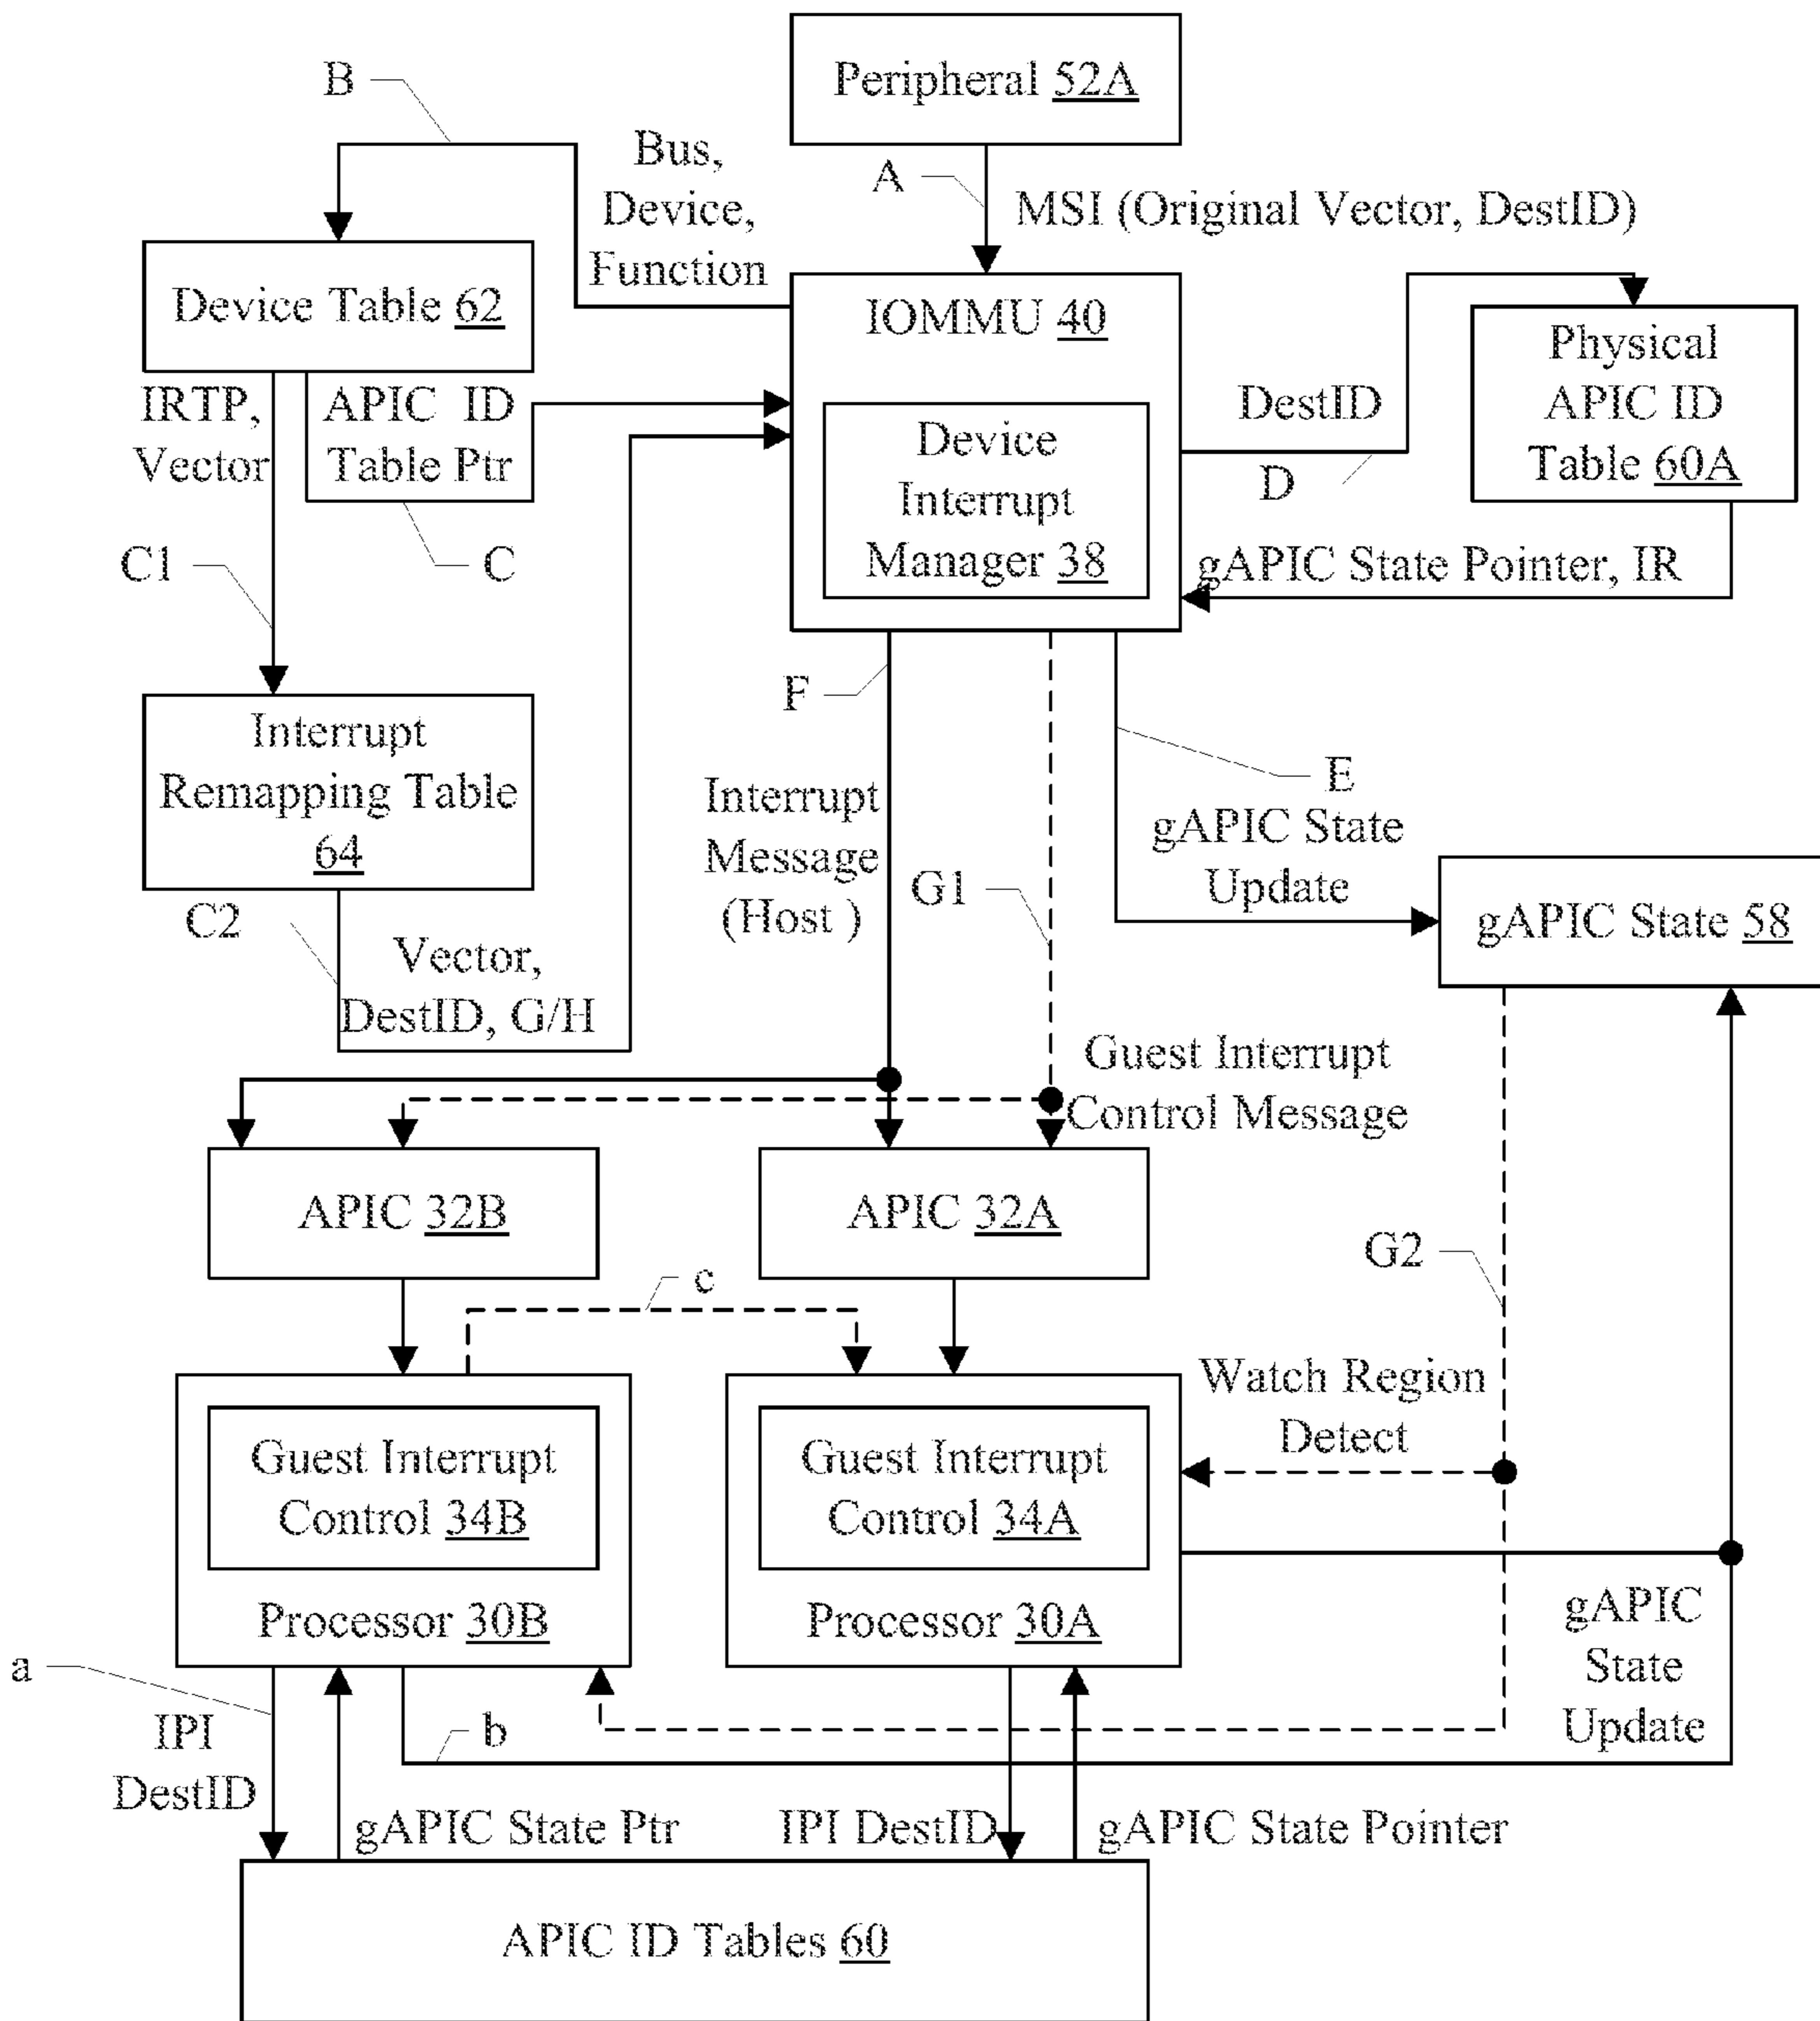 Peripheral 52A
B
Bus,
Device,
Function
A
MSI (Original Vector, DestID)
Device Table 62
IOMMU 40
Physical
APIC ID
Table 60A
IRTP,
Vector
APIC ID
Table Ptr
Device
Interrupt
Manager 38
DestID
D
C1
C
gAPIC State Pointer, IR
F
Interrupt
Remapping Table
64
E
Interrupt
Message
(Host )
gAPIC State
Update
G1
gAPIC State 58
C2
Vector,
DestID, G/H
Guest Interrupt
Control Message
APIC 32B
APIC 32A
G2
c
Watch Region
Detect
Guest Interrupt
Control 34B
Guest Interrupt
Control 34A
Processor 30B
Processor 30A
gAPIC
State
Update
a
IPI
DestID
b
gAPIC State Ptr
IPI DestID
gAPIC State Pointer
APIC ID Tables 60